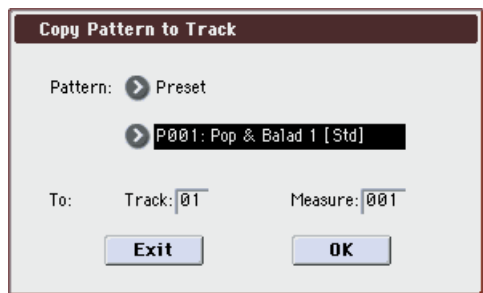 Copy Pattern to Track
Pattern: Preset
P001: Pop & Balad 1 [Std]
To: Track: 01 Measure: 001
Exit OK